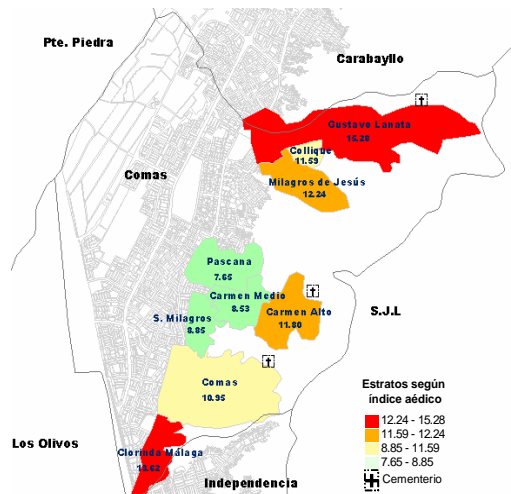 Pte. Piedra
Carabayllo
Gustavo Lanata
15.28
Collique
11.59
Comas
Milagros de Jesús
12.24
Pascana
7.65
Carmen Medio
8.53
S. Milagros
8.85
Carmen Alto
11.80
S.J.L
Comas
10.95
Estratos según
índice aédico
12.24 - 15.28
11.59 - 12.24
8.85 - 11.59
7.65 - 8.85
Cementerio
Los Olivos
Clorinda Málaga
13.62
Independencia